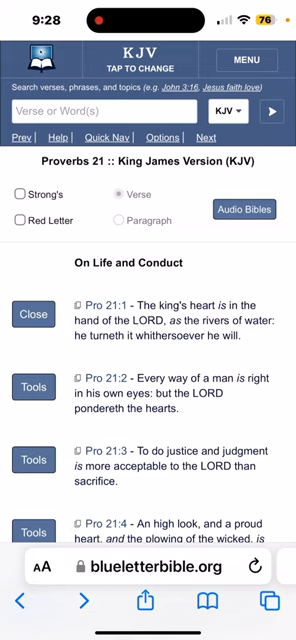 9:28
76
KJV
TAP TO CHANGE
MENU
Search verses, phrases, and topics (e.g. John 3:16, Jesus faith love)
Verse or Word(s)
KJV
Prev | Help | Quick Nav | Options | Next
Proverbs 21 :: King James Version (KJV)
Strong's
Verse
Audio Bibles
Red Letter
Paragraph
On Life and Conduct
Close
Pro 21:1 - The king's heart is in the
hand of the LORD, as the rivers of water:
he turneth it whithersoever he will.
Tools
Pro 21:2 - Every way of a man is right
in his own eyes: but the LORD
pondereth the hearts.
Tools
Pro 21:3 - To do justice and judgment
is more acceptable to the LORD than
sacrifice.
Tools
Pro 21:4 - An high look, and a proud
heart, and the plowing of the wicked, is
AA
blueletterbible.org